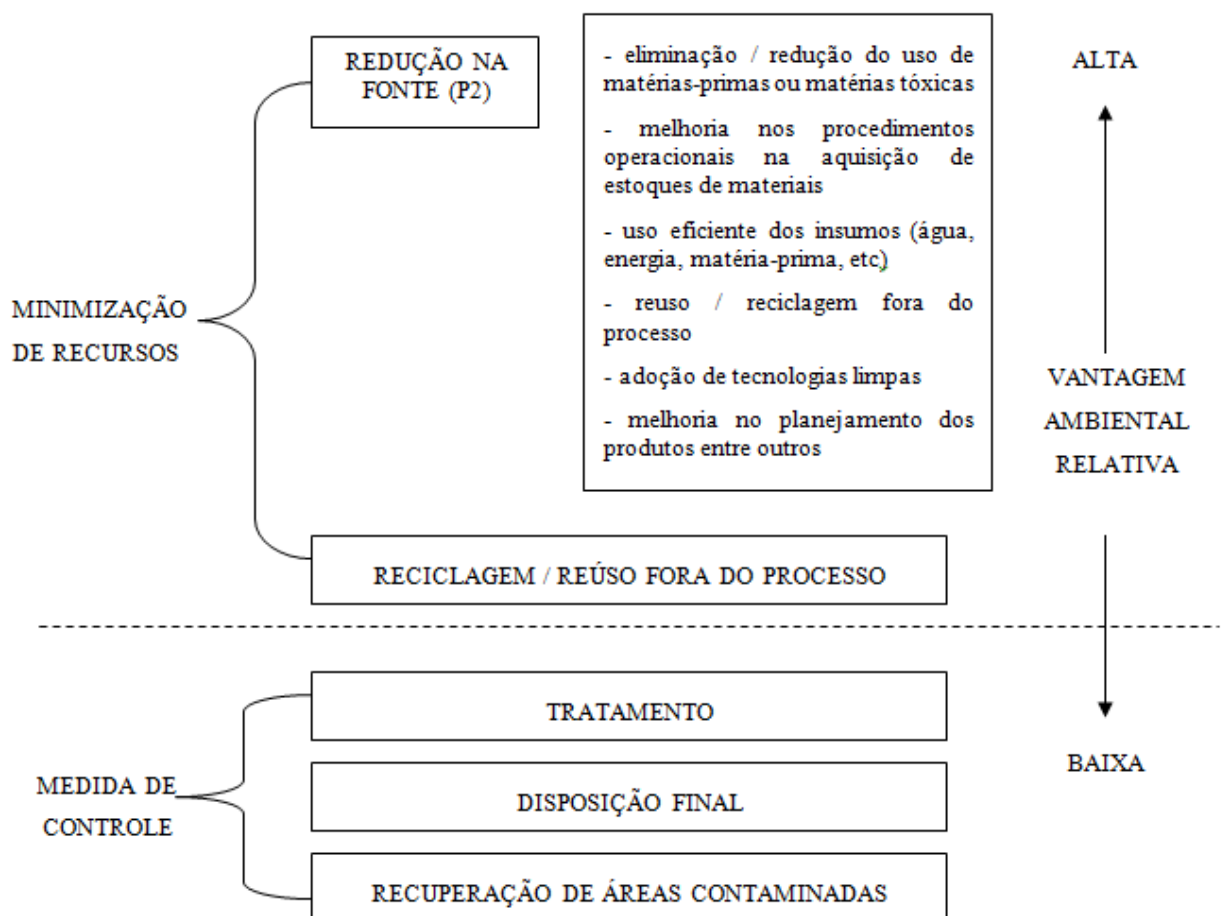 REDUÇÃO NA
FONTE (P2)
- eliminação / redução do uso de
matérias-primas ou matérias tóxicas
- melhoria nos procedimentos
operacionais na aquisição de
estoques de materiais
- uso eficiente dos insumos (água,
energia, matéria-prima, etc)
- reuso / reciclagem fora do
processo
- adoção de tecnologias limpas
- melhoria no planejamento dos
produtos entre outros
ALTA
MINIMIZAÇÃO
DE RECURSOS
VANTAGEM
AMBIENTAL
RELATIVA
RECICLAGEM / REÚSO FORA DO PROCESSO
TRATAMENTO
BAIXA
MEDIDA DE
CONTROLE
DISPOSIÇÃO FINAL
RECUPERAÇÃO DE ÁREAS CONTAMINADAS